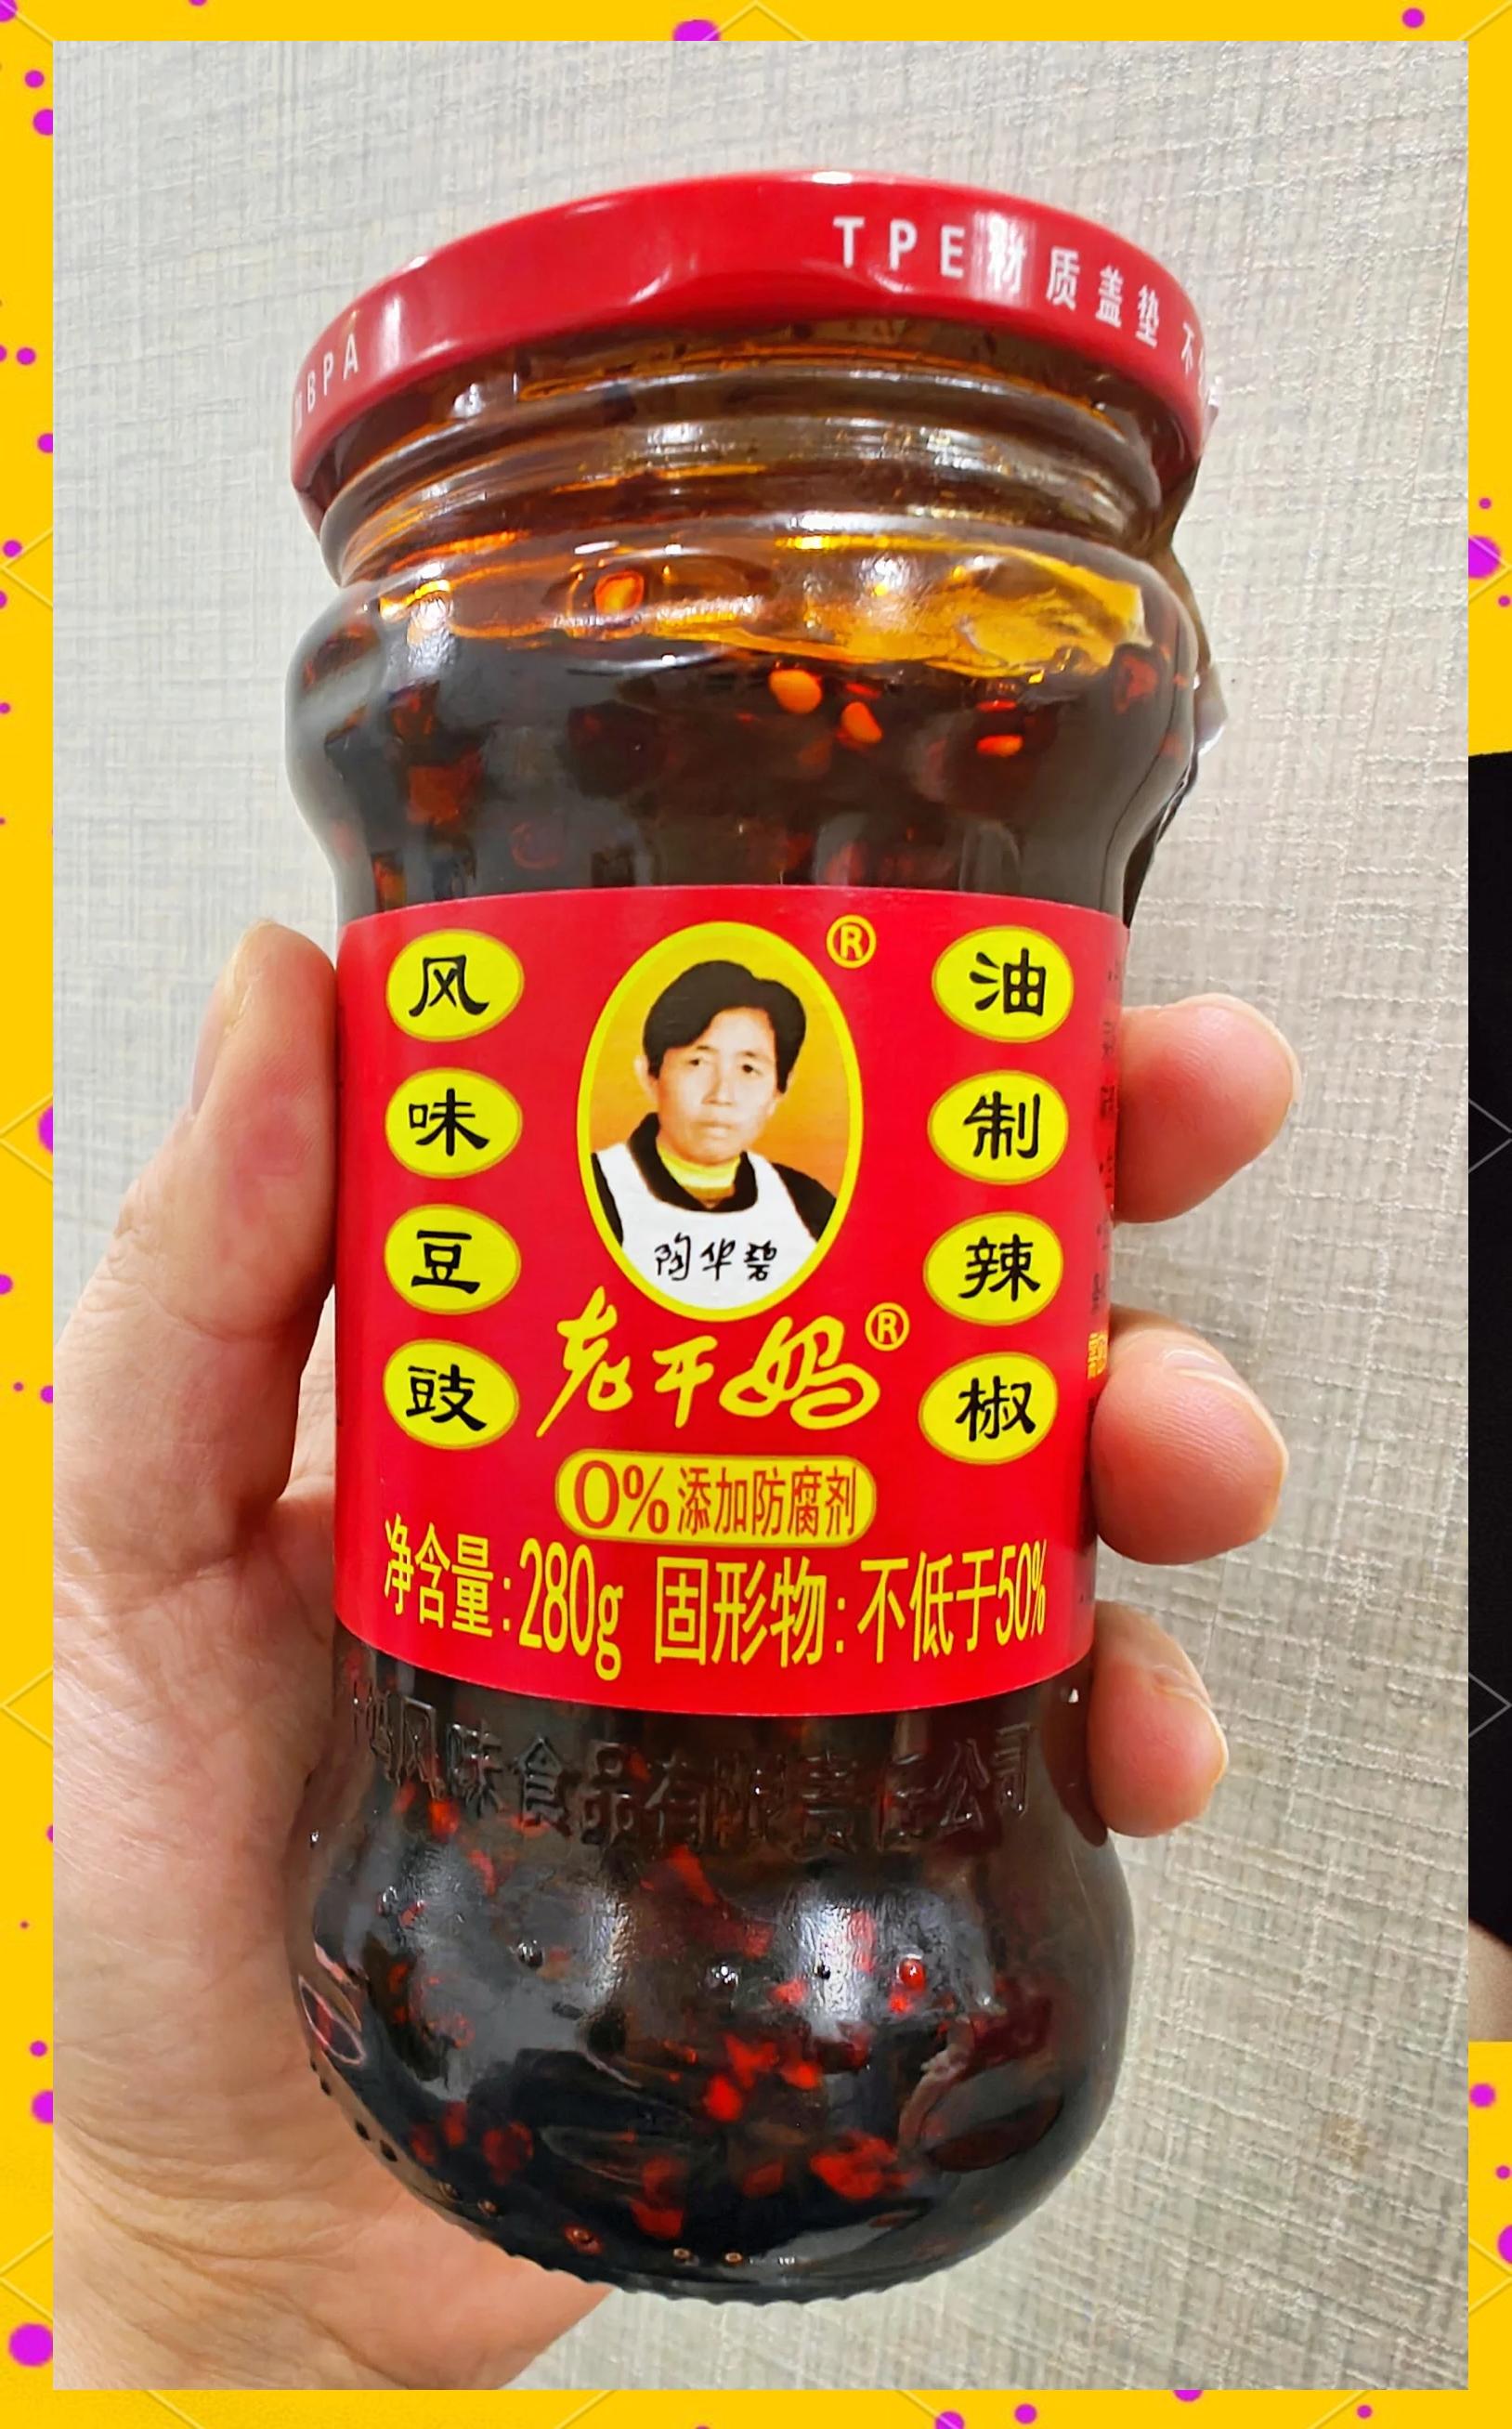 BPA
TPE材质盖垫 不
风味豆豉
油制辣椒
®
陶华碧
老干妈®
0%添加防腐剂
净含量:280g 固形物:不低于50%
风味食品有限责任公司